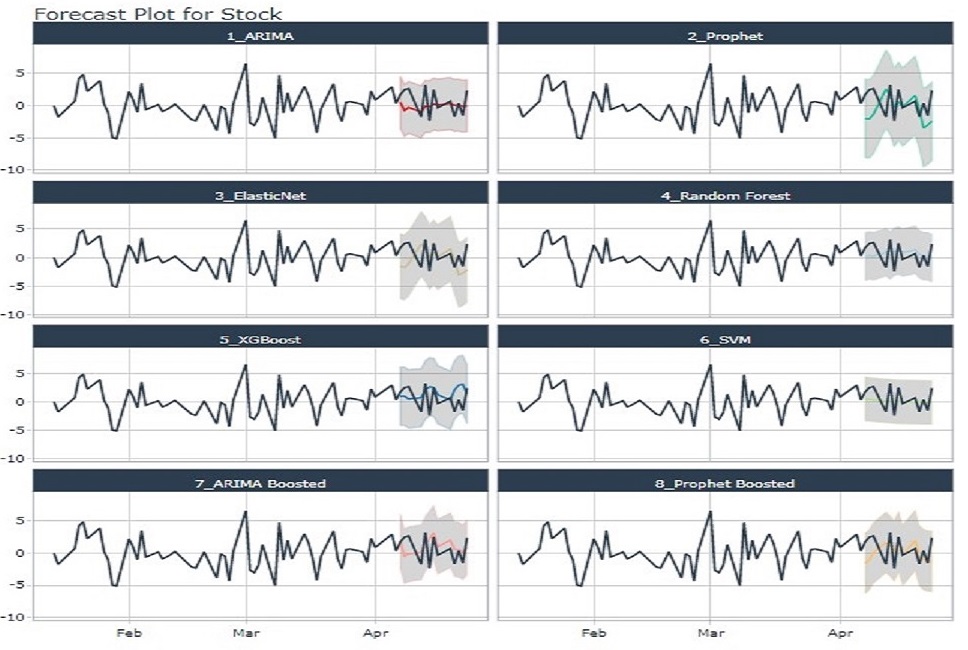 Forecast Plot for Stock
1_ARIMA 2_Prophet
5 0 -5 -10
3_ElasticNet 4_Random Forest
5 0 -5 -10
5_XGBoost 6_SVM
5 0 -5 -10
7_ARIMA Boosted 8_Prophet Boosted
5 0 -5 -10
Feb Mar Apr Feb Mar Apr